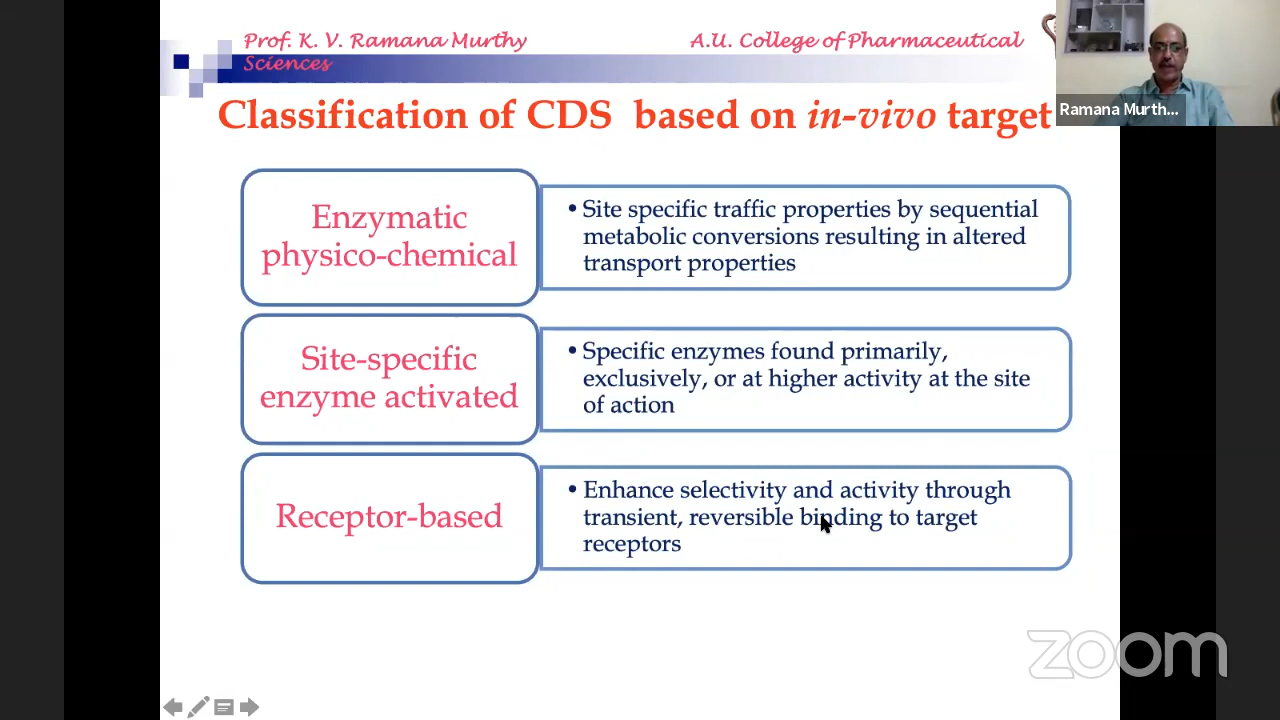 Prof. K. V. Ramana Murthy A.U. College of Pharmaceutical
Sciences
Ramana Murth...
Classification of CDS based on in-vivo target
Enzymatic
physico-chemical
• Site specific traffic properties by sequential
metabolic conversions resulting in altered
transport properties
Site-specific
enzyme activated
• Specific enzymes found primarily,
exclusively, or at higher activity at the site
of action
Receptor-based
• Enhance selectivity and activity through
transient, reversible binding to target
receptors
zoom